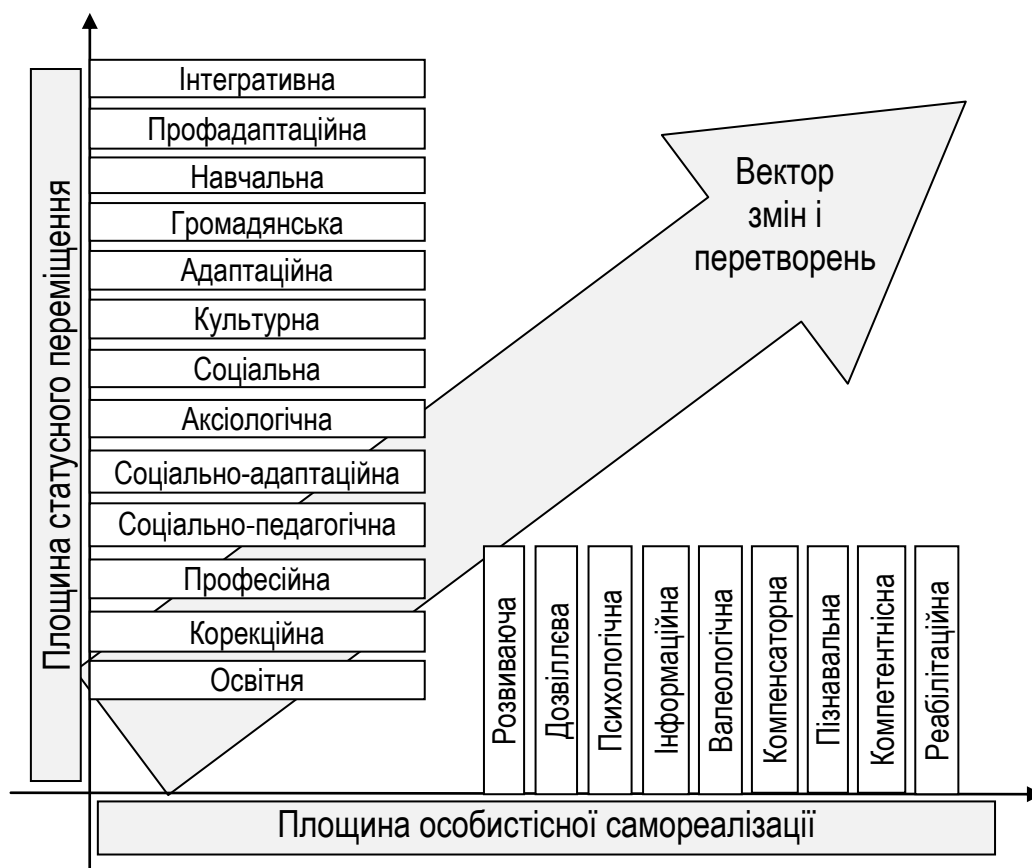 Площина статусного переміщення
Інтегративна
Профадаптаційна
Навчальна
Громадянська
Адаптаційна
Культурна
Соціальна
Аксіологічна
Соціально-адаптаційна
Соціально-педагогічна
Професійна
Корекційна
Освітня
Вектор
змін і
перетворень
Розвиваюча
Дозвіллєва
Психологічна
Інформаційна
Валеологічна
Компенсаторна
Пізнавальна
Компетентнісна
Реабілітаційна
Площина особистісної самореалізації